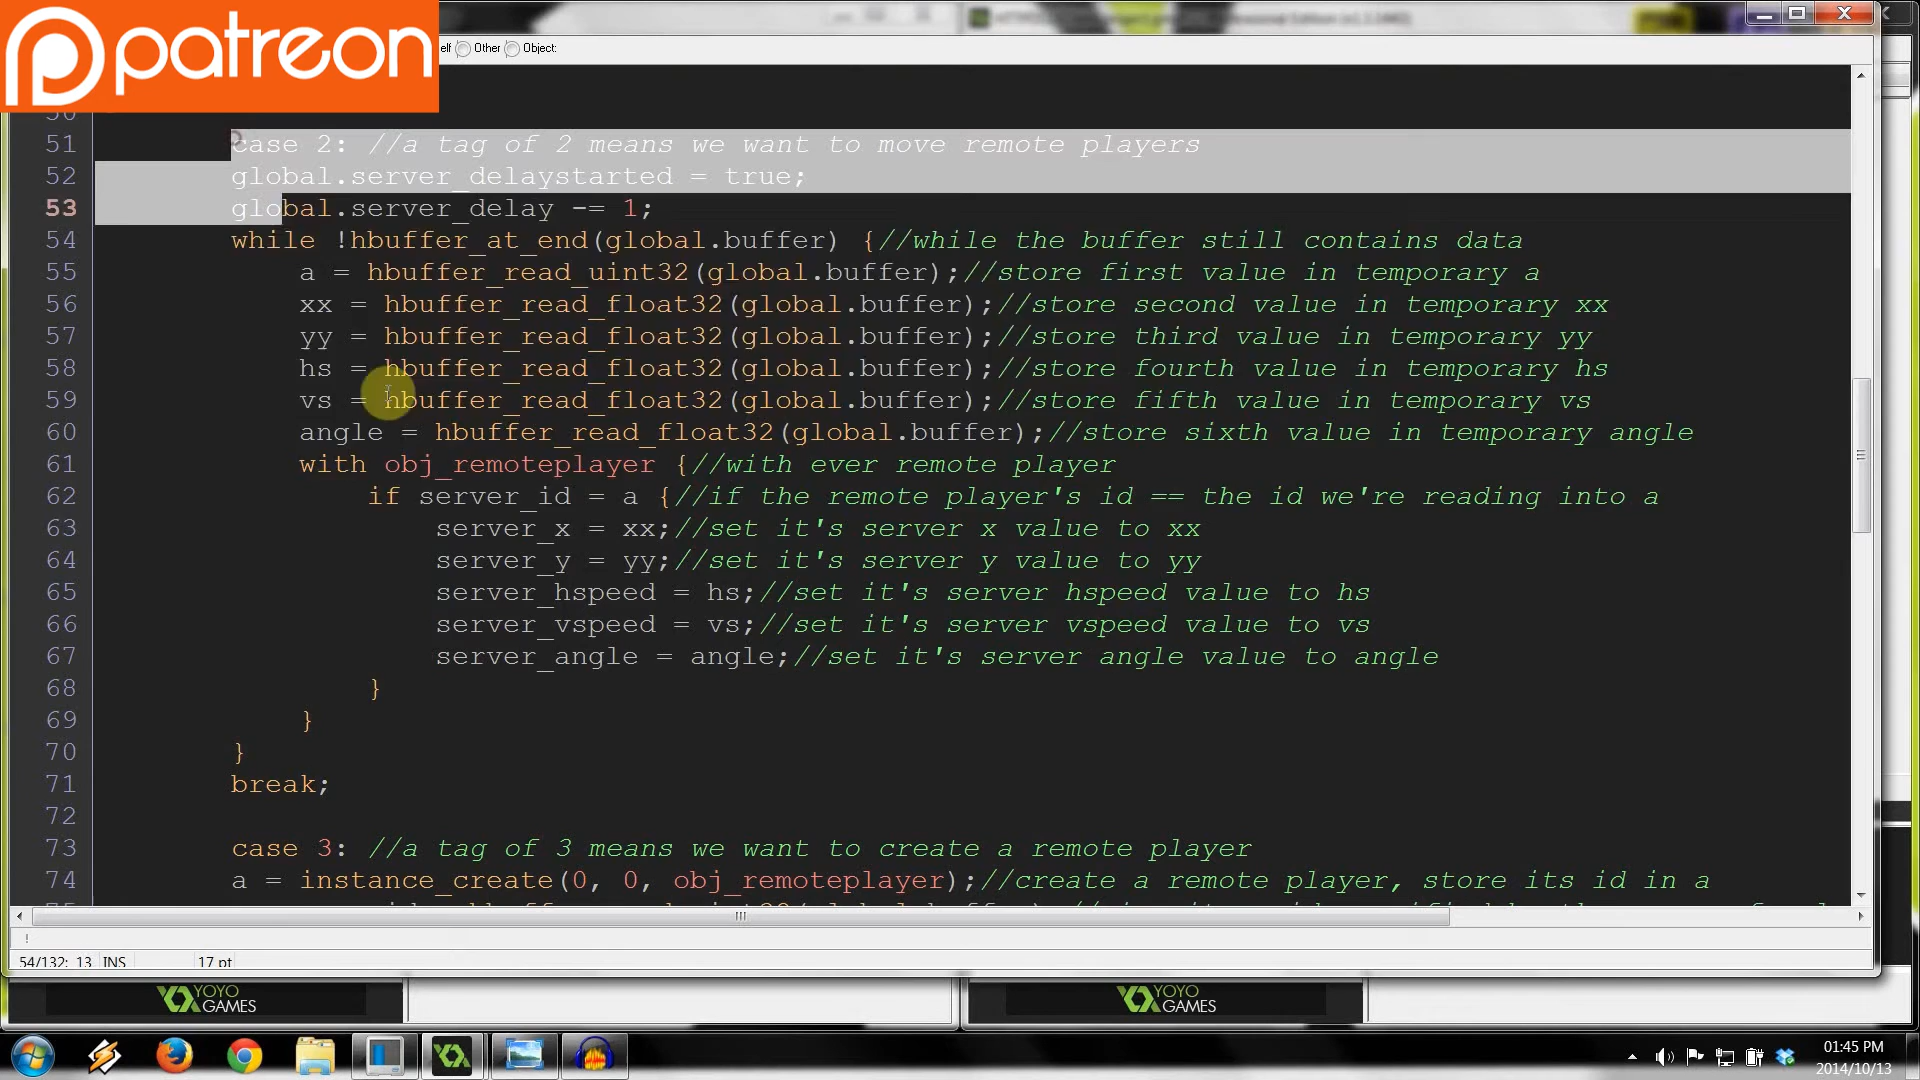 patreon
elf Other Object:
50
51 case 2: //a tag of 2 means we want to move remote players
52 global.server_delaystarted = true;
53 global.server_delay -= 1;
54 while !hbuffer_at_end(global.buffer) {//while the buffer still contains data
55 a = hbuffer_read_uint32(global.buffer);//store first value in temporary a
56 xx = hbuffer_read_float32(global.buffer);//store second value in temporary xx
57 yy = hbuffer_read_float32(global.buffer);//store third value in temporary yy
58 hs = hbuffer_read_float32(global.buffer);//store fourth value in temporary hs
59 vs = hbuffer_read_float32(global.buffer);//store fifth value in temporary vs
60 angle = hbuffer_read_float32(global.buffer);//store sixth value in temporary angle
61 with obj_remoteplayer {//with ever remote player
62 if server_id = a {//if the remote player's id == the id we're reading into a
63 server_x = xx;//set it's server x value to xx
64 server_y = yy;//set it's server y value to yy
65 server_hspeed = hs;//set it's server hspeed value to hs
66 server_vspeed = vs;//set it's server vspeed value to vs
67 server_angle = angle;//set it's server angle value to angle
68 }
69 }
70 }
71 break;
72
73 case 3: //a tag of 3 means we want to create a remote player
74 a = instance_create(0, 0, obj_remoteplayer);//create a remote player, store its id in a
54/132: 13 INS 17 pt
YOYO GAMES
YOYO GAMES
01:45 PM
2014/10/13